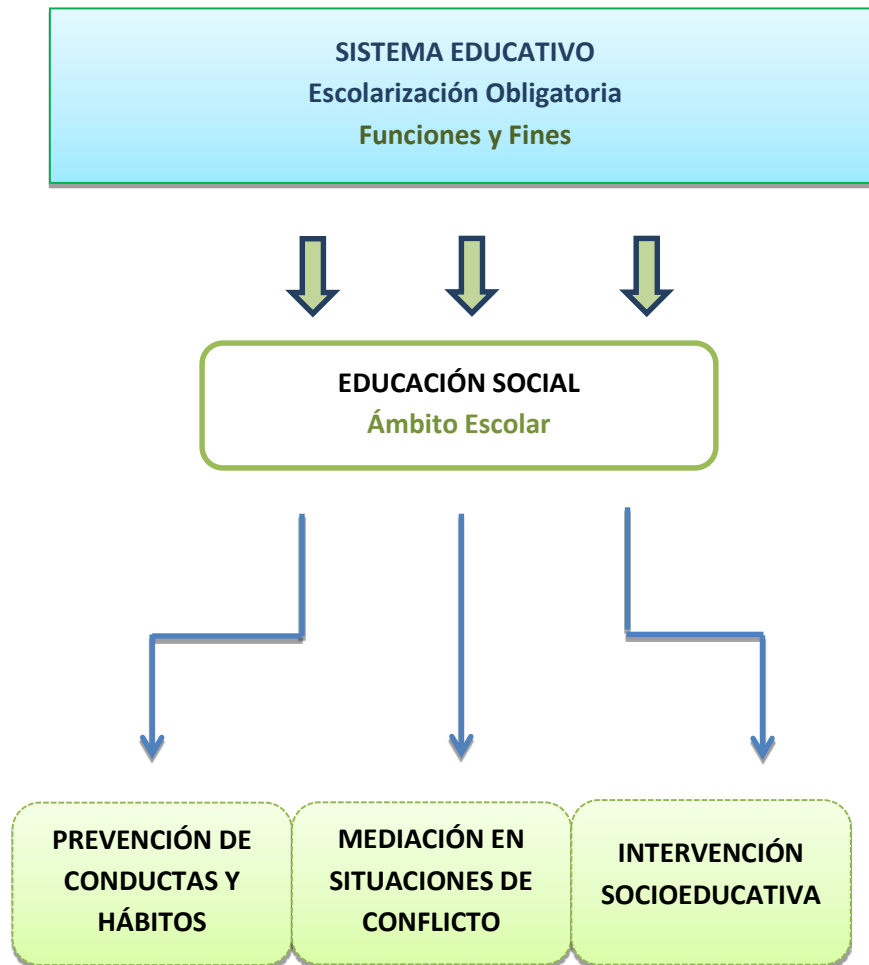 SISTEMA EDUCATIVO
Escolarización Obligatoria
Funciones y Fines
EDUCACIÓN SOCIAL
Ámbito Escolar
PREVENCIÓN DE
CONDUCTAS Y
HÁBITOS
MEDIACIÓN EN
SITUACIONES DE
CONFLICTO
INTERVENCIÓN
SOCIOEDUCATIVA